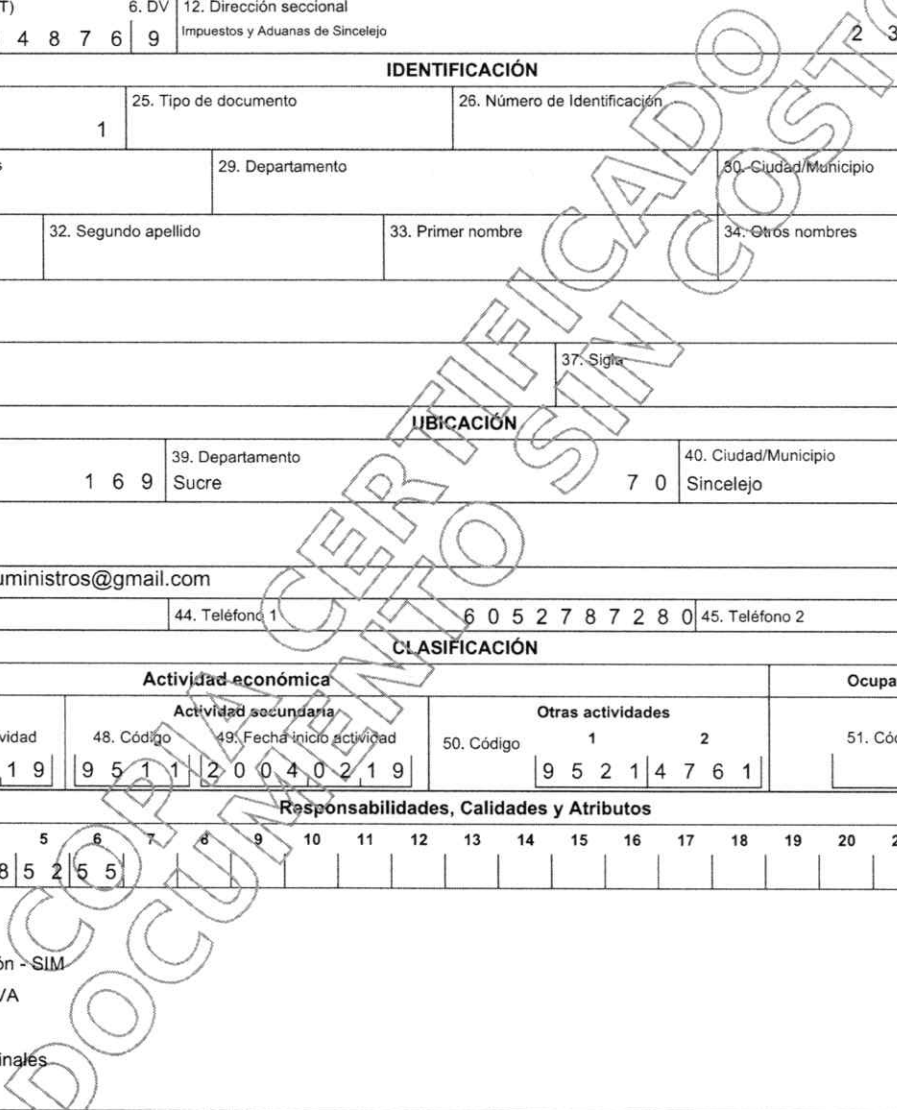 T) 6. DV 12. Dirección seccional
4 8 7 6 9 Impuestos y Aduanas de Sincelejo 2 3
IDENTIFICACIÓN
25. Tipo de documento 26. Número de Identificación
1
29. Departamento 30. Ciudad/Municipio
32. Segundo apellido 33. Primer nombre 34. Otros nombres
37. Sigla
UBICACIÓN
39. Departamento 40. Ciudad/Municipio
1 6 9 Sucre 7 0 Sincelejo
uministros@gmail.com
44. Teléfono 1 6 0 5 2 7 8 7 2 8 0 45. Teléfono 2
CLASIFICACIÓN
Actividad económica Ocupa
Actividad secundaria Otras actividades
vidad 48. Código 49. Fecha inicio actividad 50. Código 1 2 51. Cód
1 9 9 5 1 1 2 0 0 4 0 2 1 9 9 5 2 1 4 7 6 1
Responsabilidades, Calidades y Atributos
5 6 7 8 9 10 11 12 13 14 15 16 17 18 19 20 2
8 5 2 5 5
ón - SIM
VA
inales
COPIA CERTIFICADO
DOCUMENTO SIN COSTO